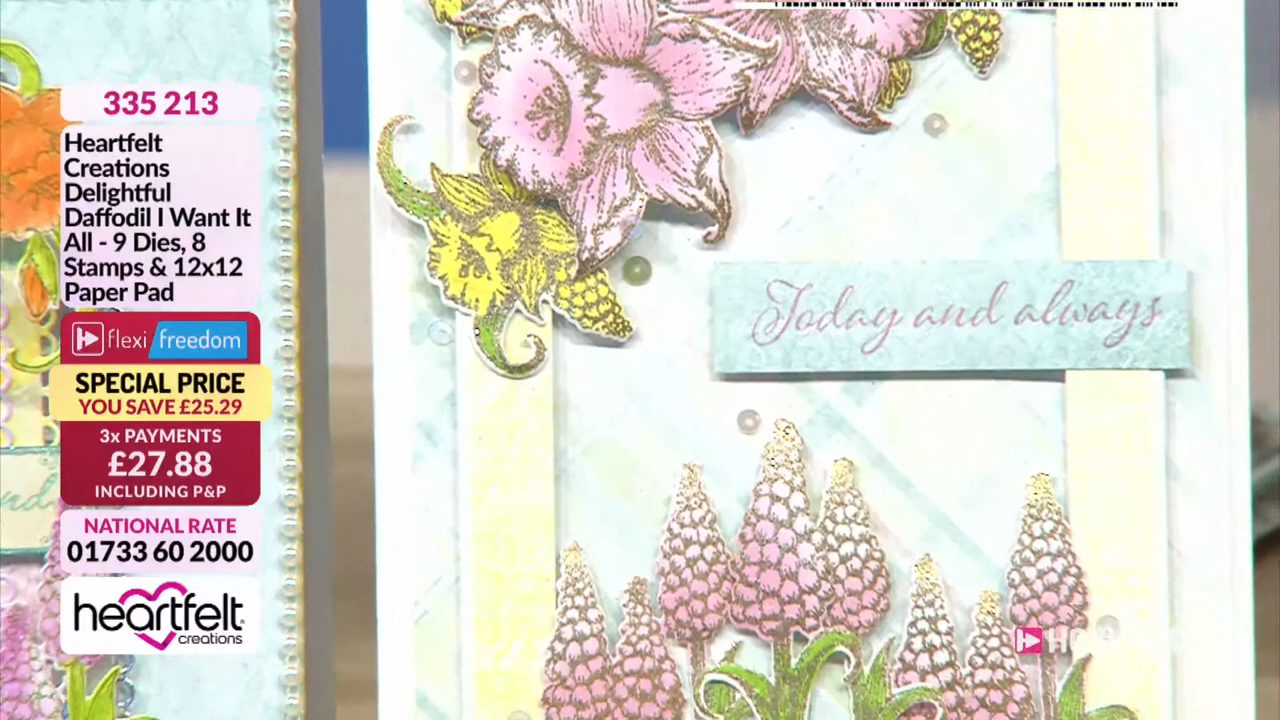 335 213
Heartfelt
Creations
Delightful
Daffodil I Want It
All - 9 Dies, 8
Stamps & 12x12
Paper Pad
flexi freedom
SPECIAL PRICE
YOU SAVE £25.29
3x PAYMENTS
£27.88
INCLUDING P&P
NATIONAL RATE
01733 60 2000
heartfelt
creations
Today and always